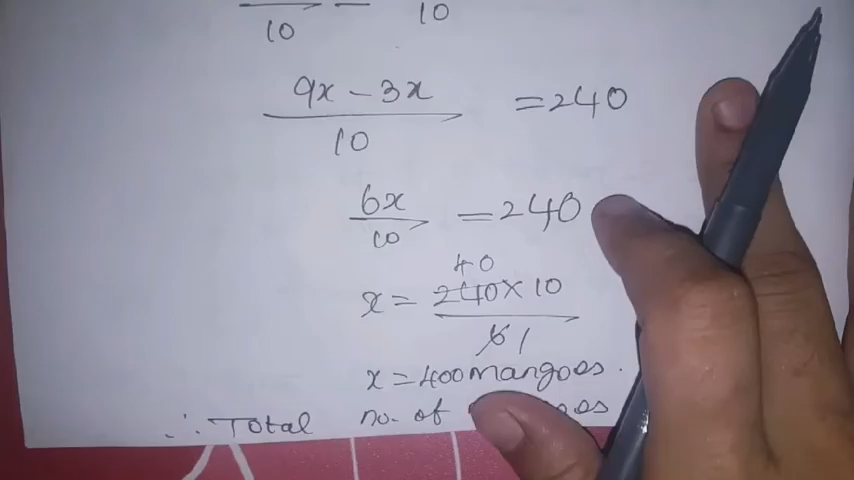 10 10
9x - 3x
10 = 240
6x
10 = 240
40
x = 240 × 10
6 1
x = 400 mangoes.
∴ Total no. of